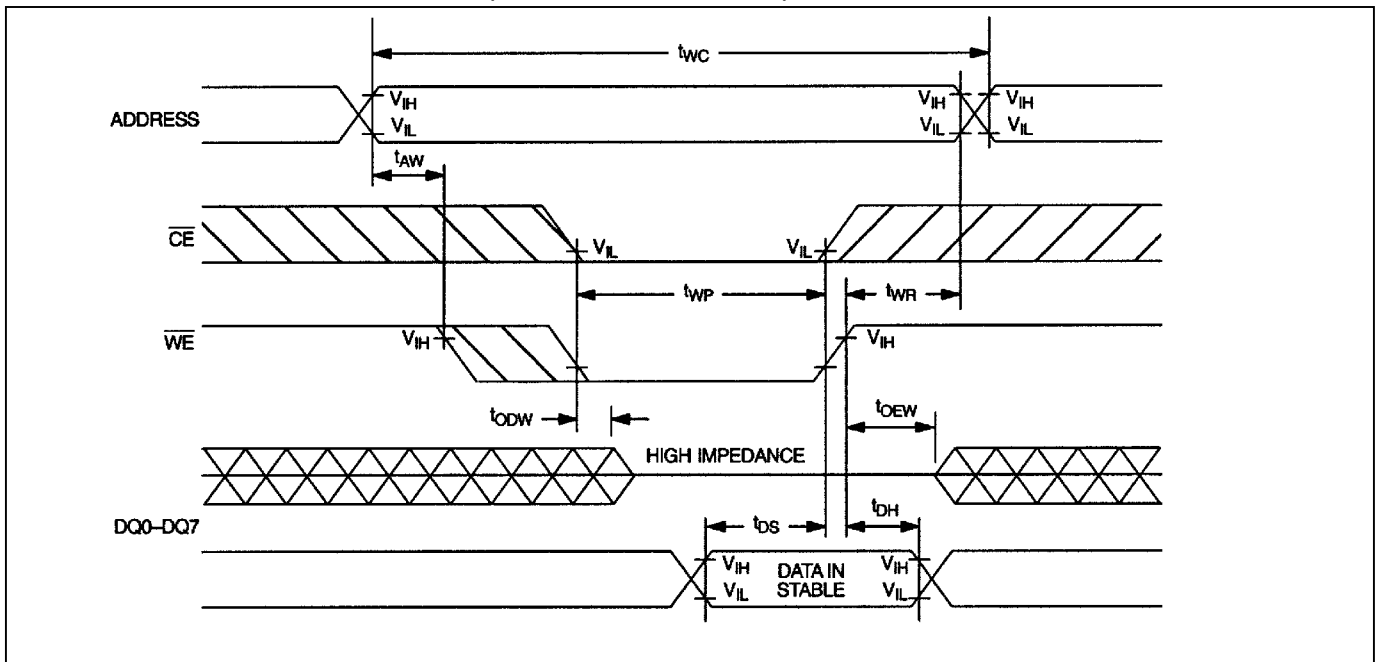 tWC
ADDRESS
VIH
VIL
VIH
VIL
VIH
VIL
tAW
CE
VIL
VIL
tWP
tWR
WE
VIH
VIH
tODW
tOEW
HIGH IMPEDANCE
DQ0–DQ7
tDS
tDH
VIH
VIL
DATA IN
STABLE
VIH
VIL